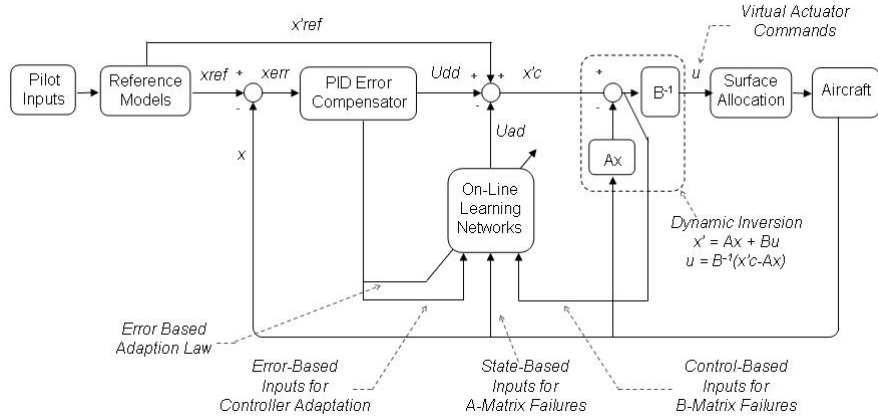 Virtual Actuator
Commands
x'ref
Pilot
Inputs
Reference
Models
xref
+
-
xerr
PID Error
Compensator
Udd
+
+
-
x'c
+
-
B⁻¹
u
Surface
Allocation
Aircraft
Uad
x
Ax
On-Line
Learning
Networks
Dynamic Inversion
x' = Ax + Bu
u = B⁻¹(x'c-Ax)
Error Based
Adaption Law
Error-Based
Inputs for
Controller Adaptation
State-Based
Inputs for
A-Matrix Failures
Control-Based
Inputs for
B-Matrix Failures